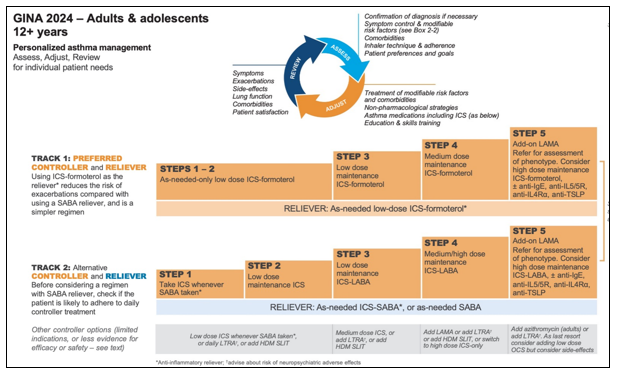 GINA 2024 – Adults & adolescents
12+ years
Personalized asthma management
Assess, Adjust, Review
for individual patient needs
Confirmation of diagnosis if necessary
Symptom control & modifiable
risk factors (see Box 2-2)
Comorbidities
Inhaler technique & adherence
Patient preferences and goals
REVIEW
ASSESS
ADJUST
Symptoms
Exacerbations
Side-effects
Lung function
Comorbidities
Patient satisfaction
Treatment of modifiable risk factors
and comorbidities
Non-pharmacological strategies
Asthma medications including ICS (as below)
Education & skills training
TRACK 1: PREFERRED
CONTROLLER and RELIEVER
Using ICS-formoterol as the
reliever* reduces the risk of
exacerbations compared with
using a SABA reliever, and is a
simpler regimen
STEPS 1 – 2
As-needed-only low dose ICS-formoterol
STEP 3
Low dose
maintenance
ICS-formoterol
STEP 4
Medium dose
maintenance
ICS-formoterol
STEP 5
Add-on LAMA
Refer for assessment
of phenotype. Consider
high dose maintenance
ICS-formoterol,
± anti-IgE, anti-IL5/5R,
anti-IL4Rα, anti-TSLP
RELIEVER: As-needed low-dose ICS-formoterol*
TRACK 2: Alternative
CONTROLLER and RELIEVER
Before considering a regimen
with SABA reliever, check if the
patient is likely to adhere to daily
controller treatment
STEP 1
Take ICS whenever
SABA taken*
STEP 2
Low dose
maintenance ICS
STEP 3
Low dose
maintenance
ICS-LABA
STEP 4
Medium/high dose
maintenance
ICS-LABA
STEP 5
Add-on LAMA
Refer for assessment
of phenotype. Consider
high dose maintenance
ICS-LABA, ± anti-IgE,
anti-IL5/5R, anti-IL4Rα,
anti-TSLP
RELIEVER: As-needed ICS-SABA*, or as-needed SABA
Other controller options (limited
indications, or less evidence for
efficacy or safety – see text)
Low dose ICS whenever SABA taken*,
or daily LTRA†, or add HDM SLIT
Medium dose ICS, or
add LTRA†, or add
HDM SLIT
Add LAMA or add LTRA†
or add HDM SLIT, or switch
to high dose ICS-only
Add azithromycin (adults) or
add LTRA†. As last resort
consider adding low dose
OCS but consider side-effects
*Anti-inflammatory reliever; †advise about risk of neuropsychiatric adverse effects